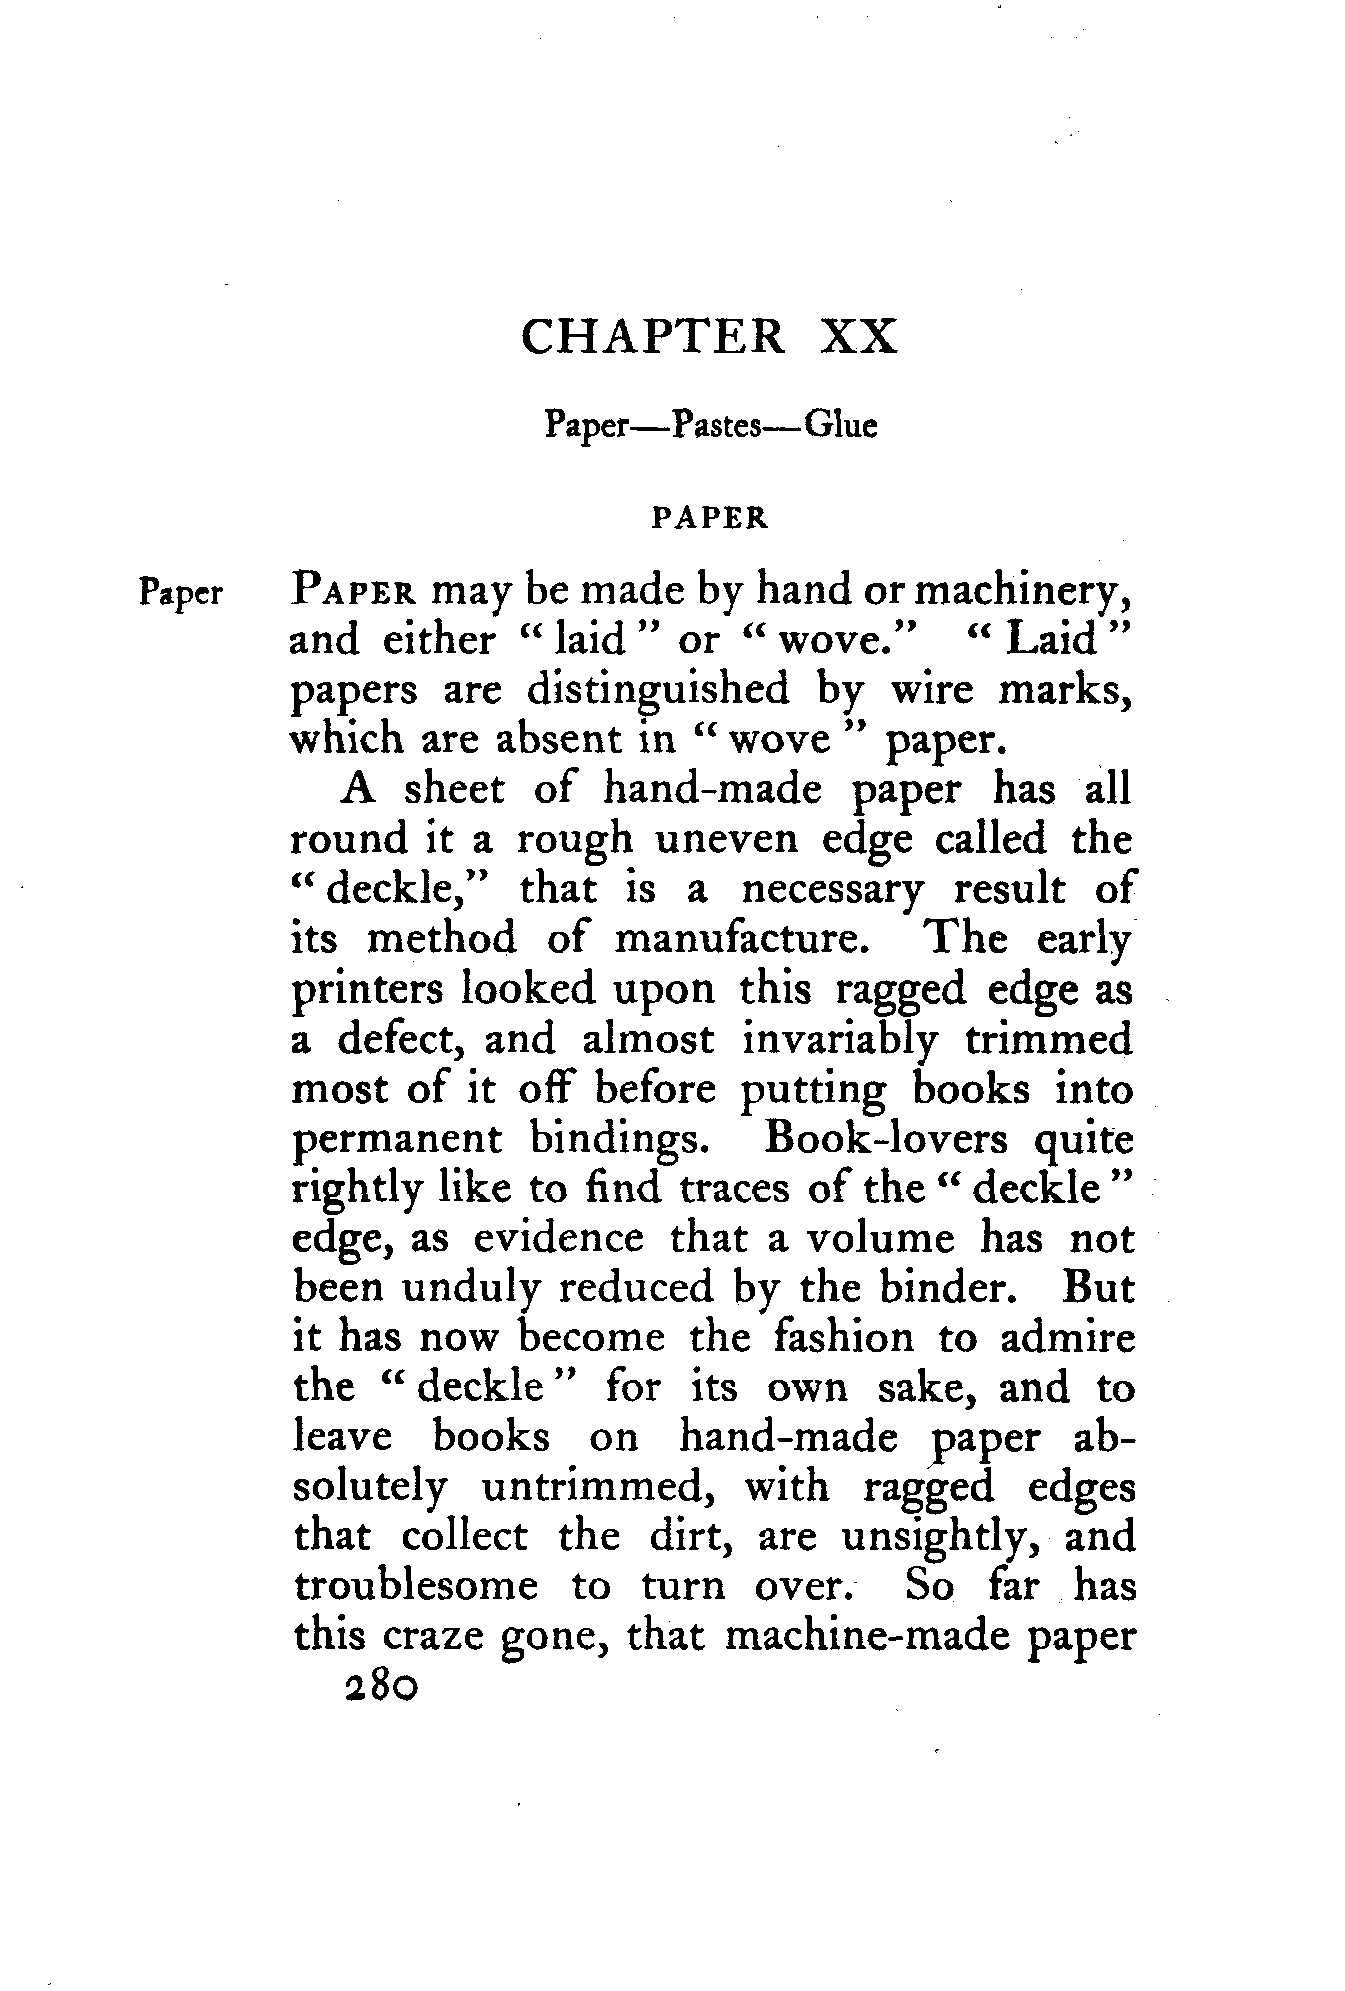 CHAPTER XX
Paper—Pastes—Glue
PAPER
Paper
PAPER may be made by hand or machinery,
and either “ laid ” or “ wove.” “ Laid ”
papers are distinguished by wire marks,
which are absent in “ wove ” paper.
A sheet of hand-made paper has all
round it a rough uneven edge called the
“ deckle,” that is a necessary result of
its method of manufacture. The early
printers looked upon this ragged edge as
a defect, and almost invariably trimmed
most of it off before putting books into
permanent bindings. Book-lovers quite
rightly like to find traces of the “ deckle ”
edge, as evidence that a volume has not
been unduly reduced by the binder. But
it has now become the fashion to admire
the “ deckle ” for its own sake, and to
leave books on hand-made paper ab-
solutely untrimmed, with ragged edges
that collect the dirt, are unsightly, and
troublesome to turn over. So far has
this craze gone, that machine-made paper
280